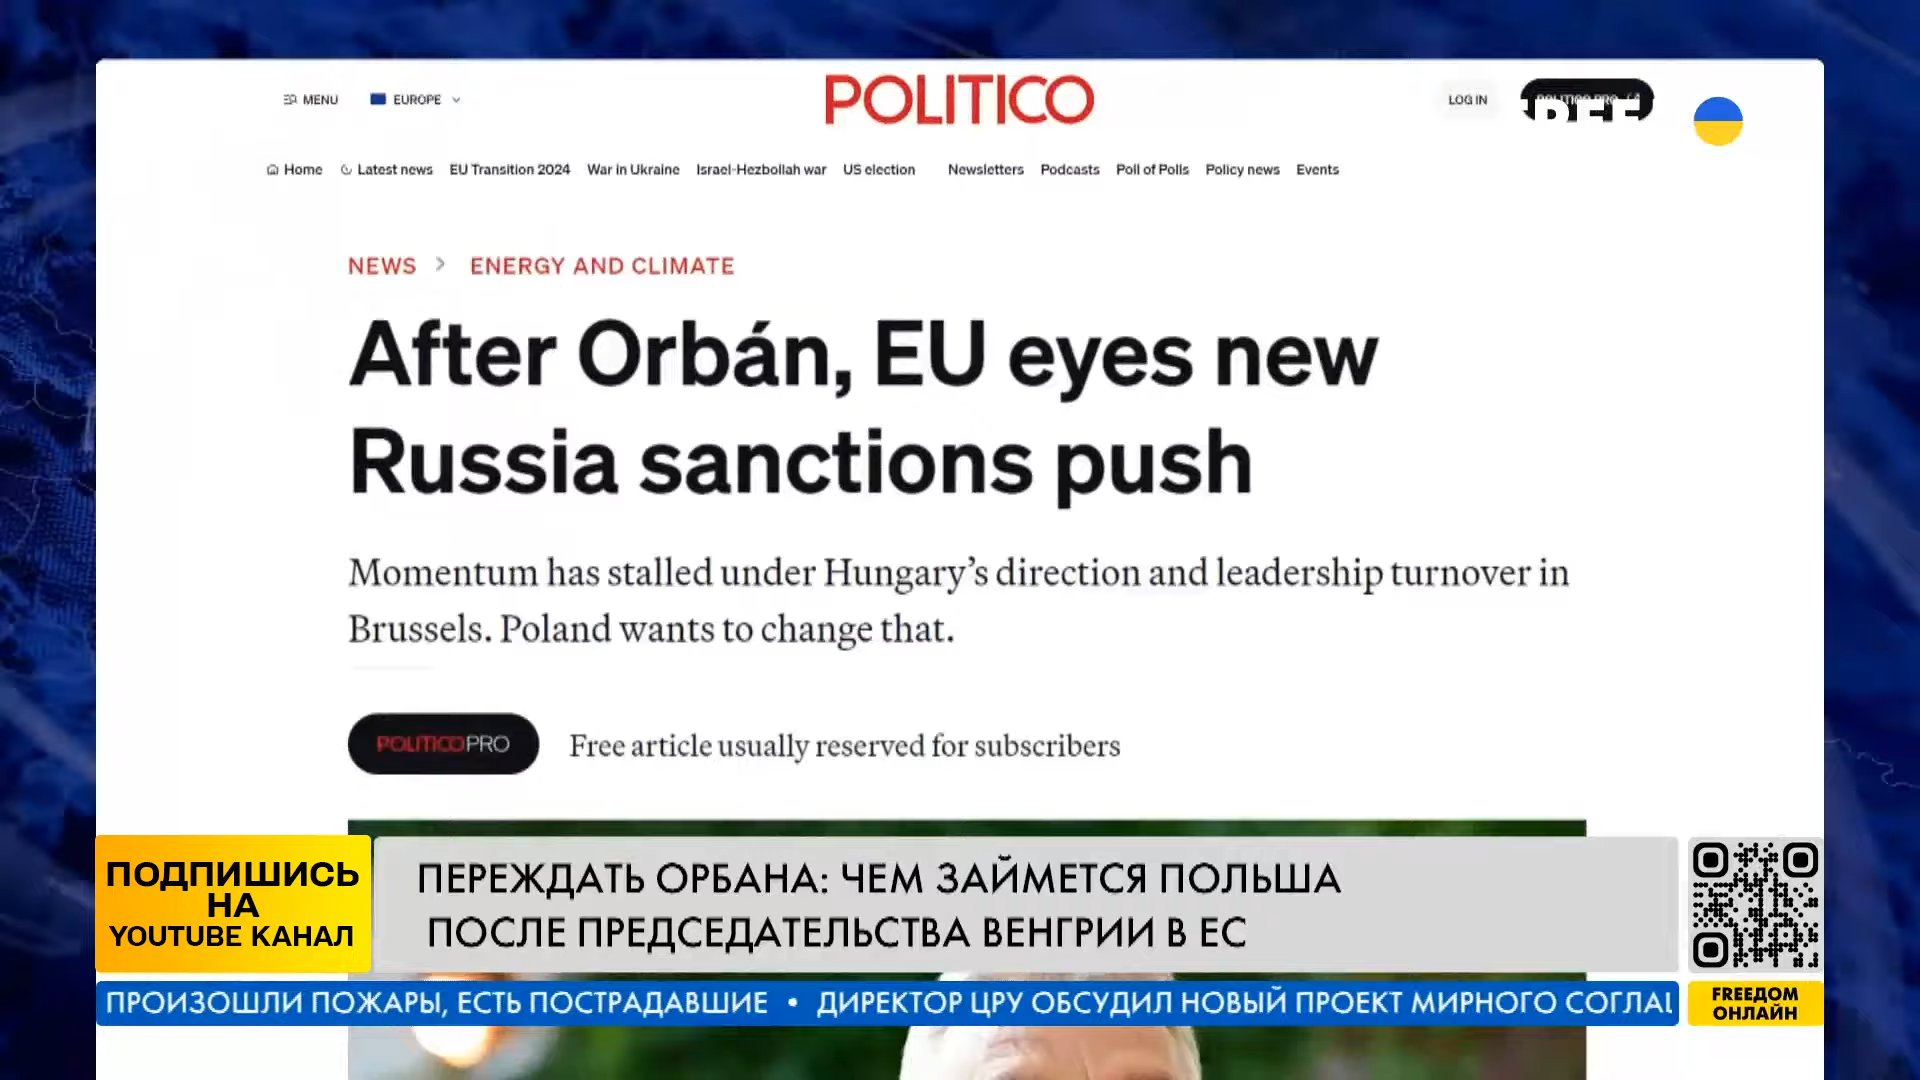 MENU
EUROPE
POLITICO
LOG IN
Home
Latest news
EU Transition 2024
War in Ukraine
Israel-Hezbollah war
US election
Newsletters
Podcasts
Poll of Polls
Policy news
Events
NEWS > ENERGY AND CLIMATE
After Orbán, EU eyes new
Russia sanctions push
Momentum has stalled under Hungary’s direction and leadership turnover in
Brussels. Poland wants to change that.
POLITICOPRO
Free article usually reserved for subscribers
ПОДПИШИСЬ
НА
YOUTUBE КАНАЛ
ПЕРЕЖДАТЬ ОРБАНА: ЧЕМ ЗАЙМЕТСЯ ПОЛЬША
ПОСЛЕ ПРЕДСЕДАТЕЛЬСТВА ВЕНГРИИ В ЕС
ПРОИЗОШЛИ ПОЖАРЫ, ЕСТЬ ПОСТРАДАВШИЕ • ДИРЕКТОР ЦРУ ОБСУДИЛ НОВЫЙ ПРОЕКТ МИРНОГО
FREEДОМ
ОНЛАЙН